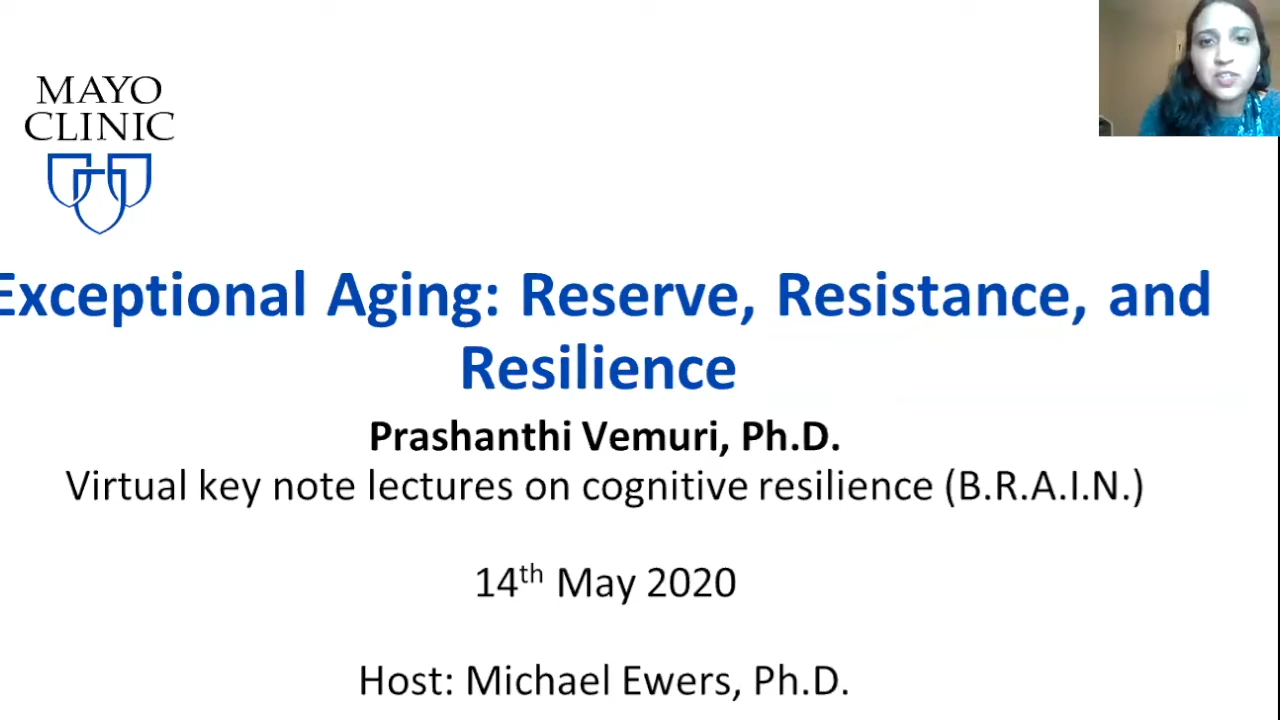 MAYO
CLINIC
Exceptional Aging: Reserve, Resistance, and
Resilience
Prashanthi Vemuri, Ph.D.
Virtual key note lectures on cognitive resilience (B.R.A.I.N.)
14th May 2020
Host: Michael Ewers, Ph.D.